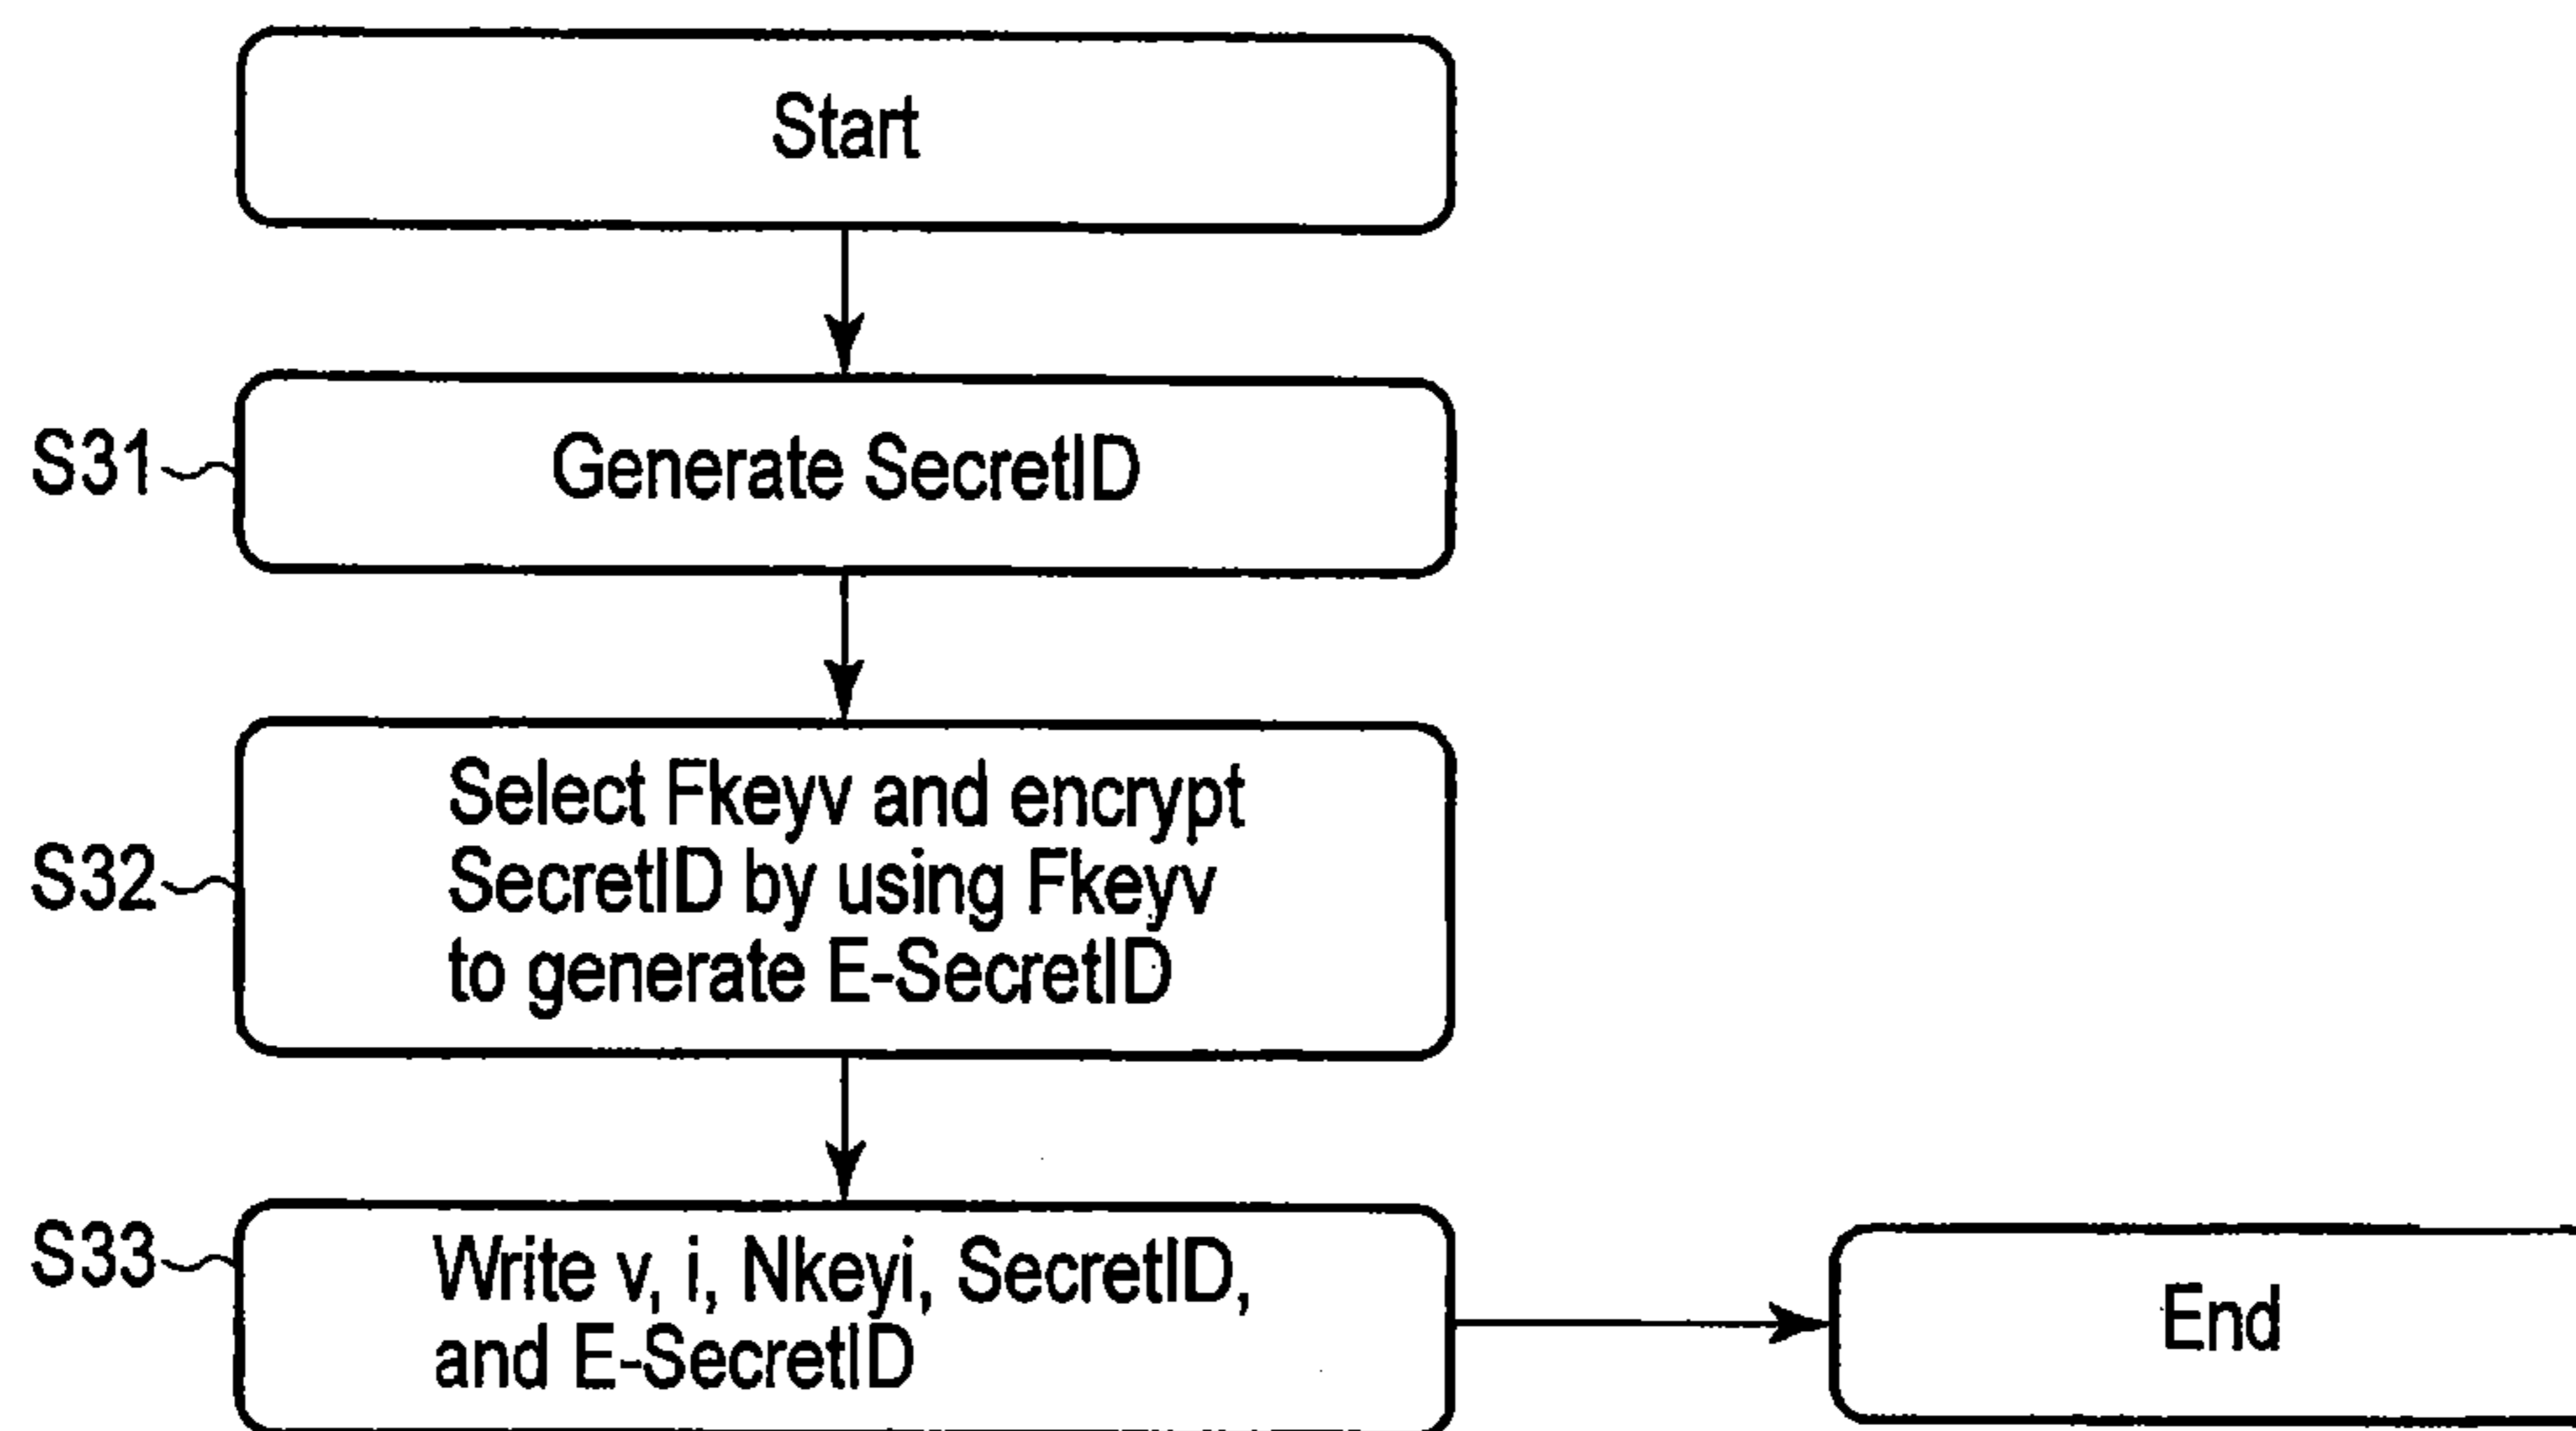 Start
S31
Generate SecretID
S32
Select Fkeyv and encrypt
SecretID by using Fkeyv
to generate E-SecretID
S33
Write v, i, Nkeyi, SecretID,
and E-SecretID
End